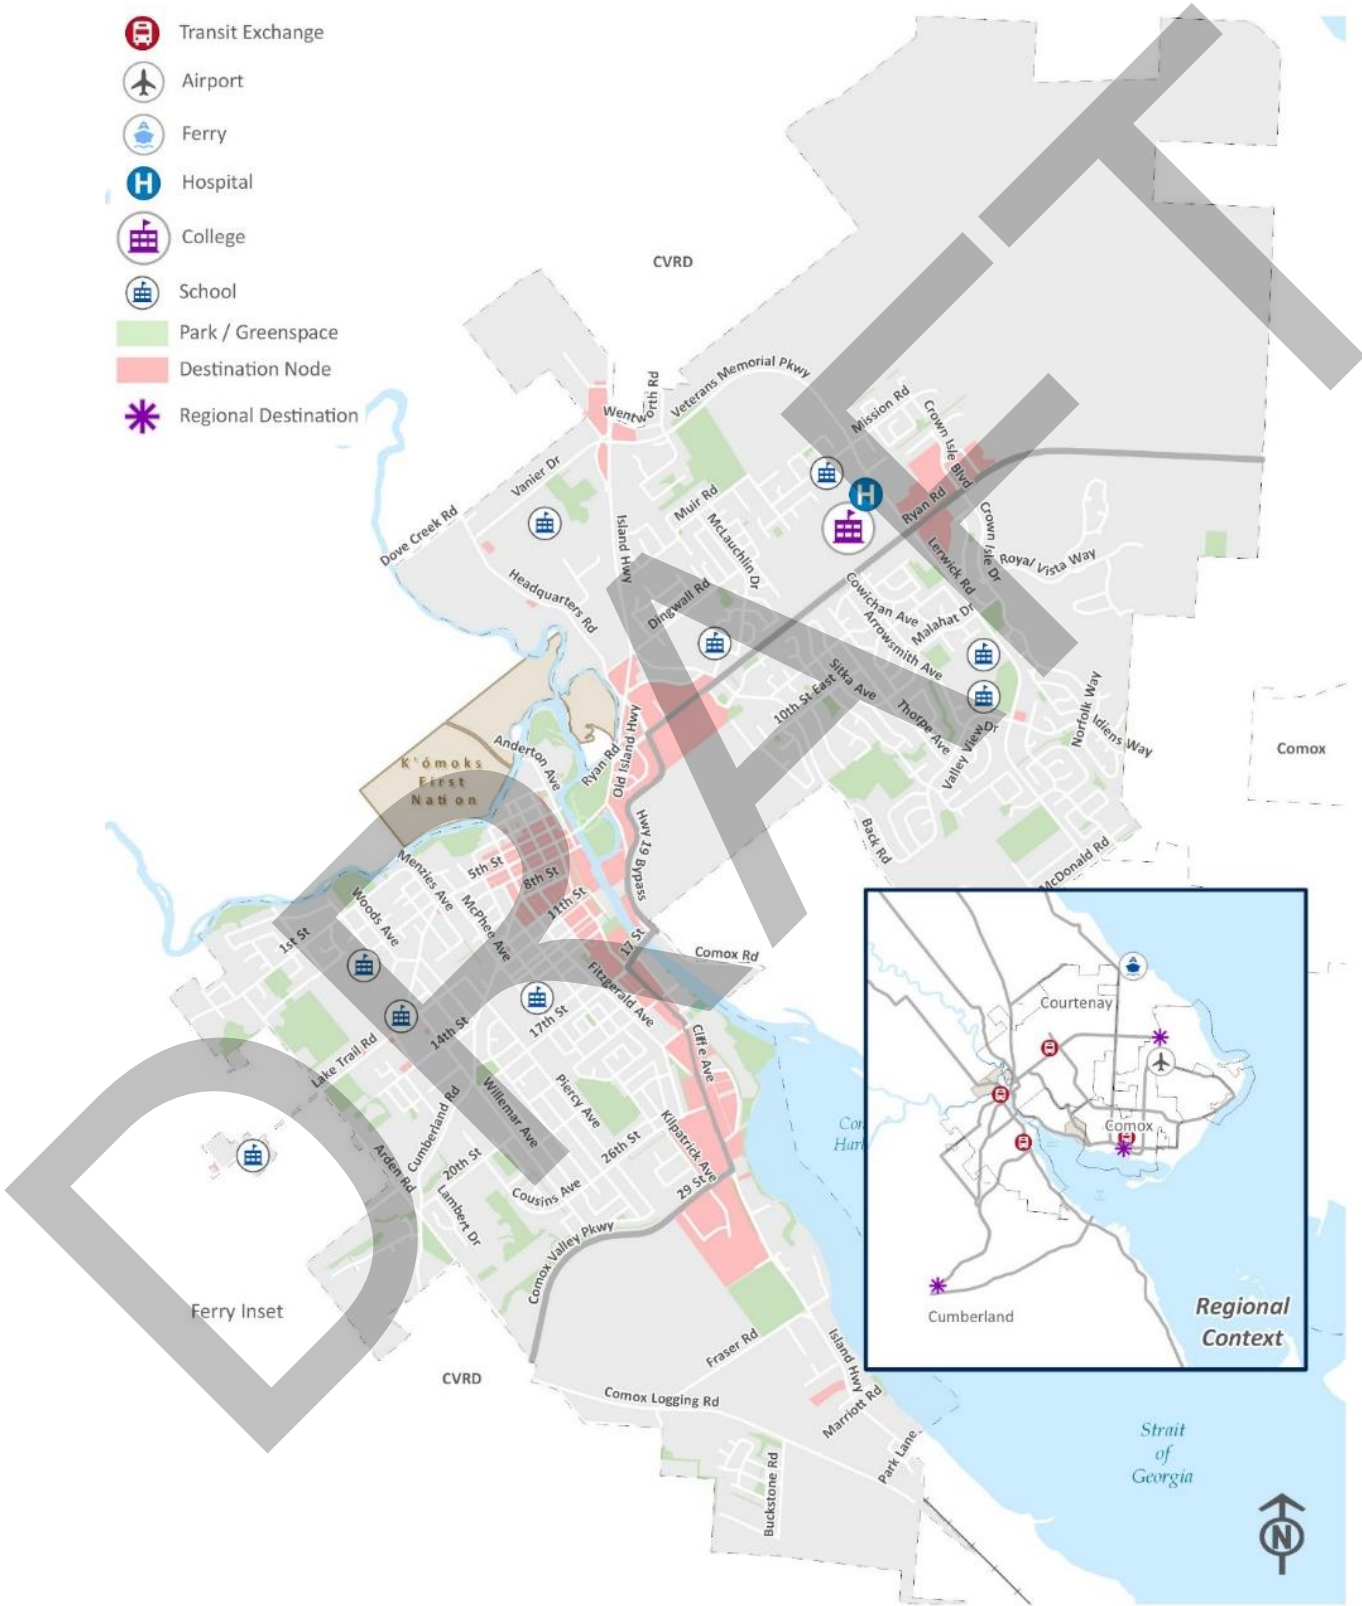 Transit Exchange
Airport
Ferry
H
Hospital
College
School
Park / Greenspace
Destination Node
Regional Destination
CVRD
Wentworth Rd
Veterans Memorial Pkwy
Mission Rd
Crown Isle Blvd
Vanier Dr
Muir Rd
H
Ryan Rd
Dove Creek Rd
Island Hwy
McLauchlin Dr
Crown Isle Dr
Royal Vista Way
Lerwick Rd
Headquarters Rd
Dingwall Rd
Cowichan Ave
Malahat Dr
Arrowsmith Ave
Sitka Ave
10th St East
Thorpe Ave
Valley View Dr
Norfolk Way
Idiens Way
Comox
Old Island Hwy
Ryan Rd
Anderton Ave
K'ómoks
First
Nation
Hwy 19 Bypass
Back Rd
McDonald Rd
Menzies Ave
5th St
8th St
11th St
McPhee Ave
Woods Ave
1st St
17 St
Comox Rd
Fitzgerald Ave
17th St
14th St
Cliffe Ave
Lake Trail Rd
Cumberland Rd
Willemar Ave
Piercy Ave
Kilpatrick Ave
26th St
20th St
Arden Rd
Lambert Dr
Cousins Ave
29 St
Comox Valley Pkwy
Ferry Inset
CVRD
Fraser Rd
Island Hwy
Comox Logging Rd
Marriott Rd
Park Lane
Buckstone Rd
Courtenay
Comox
Cumberland
Regional
Context
Strait
of
Georgia
N
DRAFT